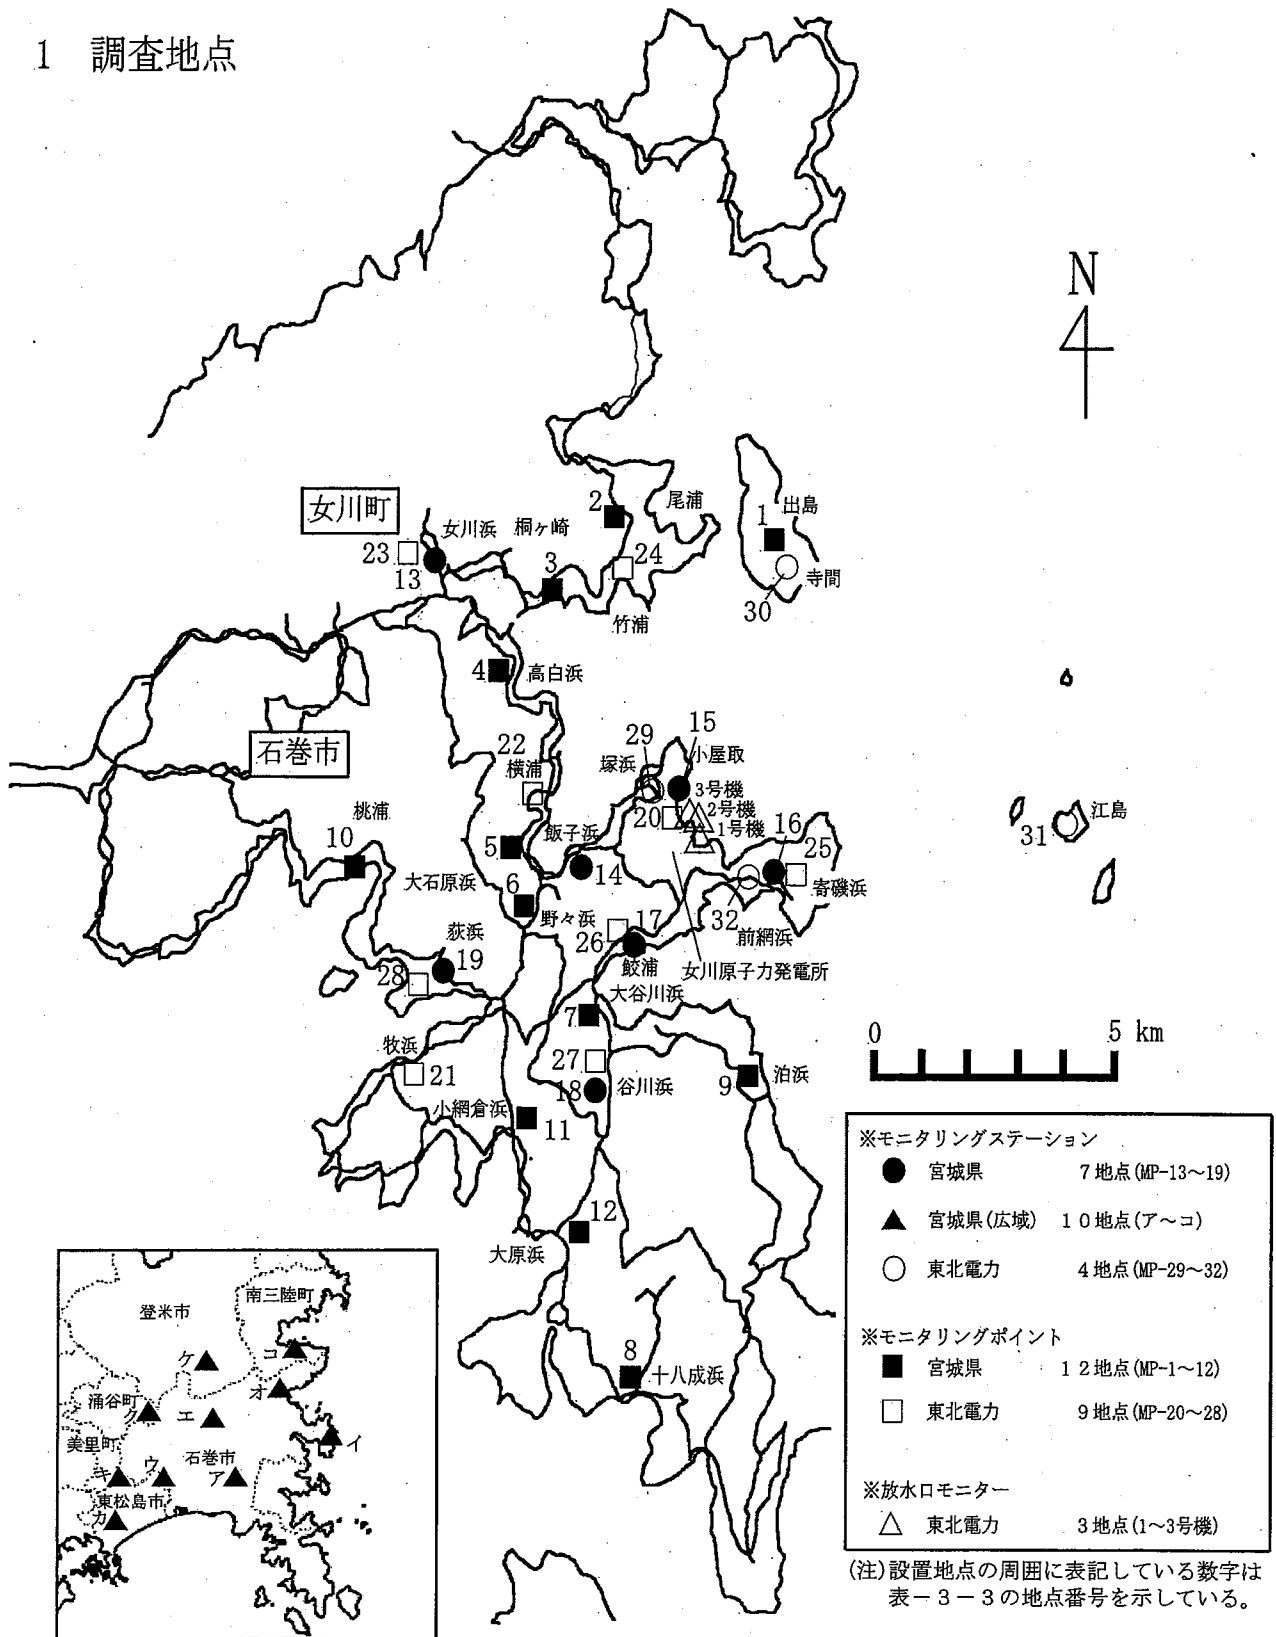 1 調査地点
N
女川町
女川浜
桐ヶ崎
2
尾浦
1
出島
23
13
3
24
寺間
30
竹浦
4
高白浜
石巻市
22
横浦
29
15
塚浜
小屋取
3号機
20
2号機
1号機
16
25
江島
31
桃浦
10
5
飯子浜
大石原浜
6
14
寄磯浜
32
野々浜
17
26
前網浜
荻浜
19
鮫浦
女川原子力発電所
28
大谷川浜
7
0
5 km
牧浜
21
27
18
谷川浜
9
泊浜
小網倉浜
11
12
大原浜
8
十八成浜
※モニタリングステーション
● 宮城県 7地点(MP-13～19)
▲ 宮城県(広域) 10地点(ア～コ)
○ 東北電力 4地点(MP-29～32)
※モニタリングポイント
■ 宮城県 12地点(MP-1～12)
□ 東北電力 9地点(MP-20～28)
※放水口モニター
△ 東北電力 3地点(1～3号機)
(注)設置地点の周囲に表記している数字は
表－3－3の地点番号を示している。
南三陸町
登米市
ケ
コ
オ
涌谷町
ク
エ
美里町
イ
石巻市
キ
ウ
ア
東松島市
カ